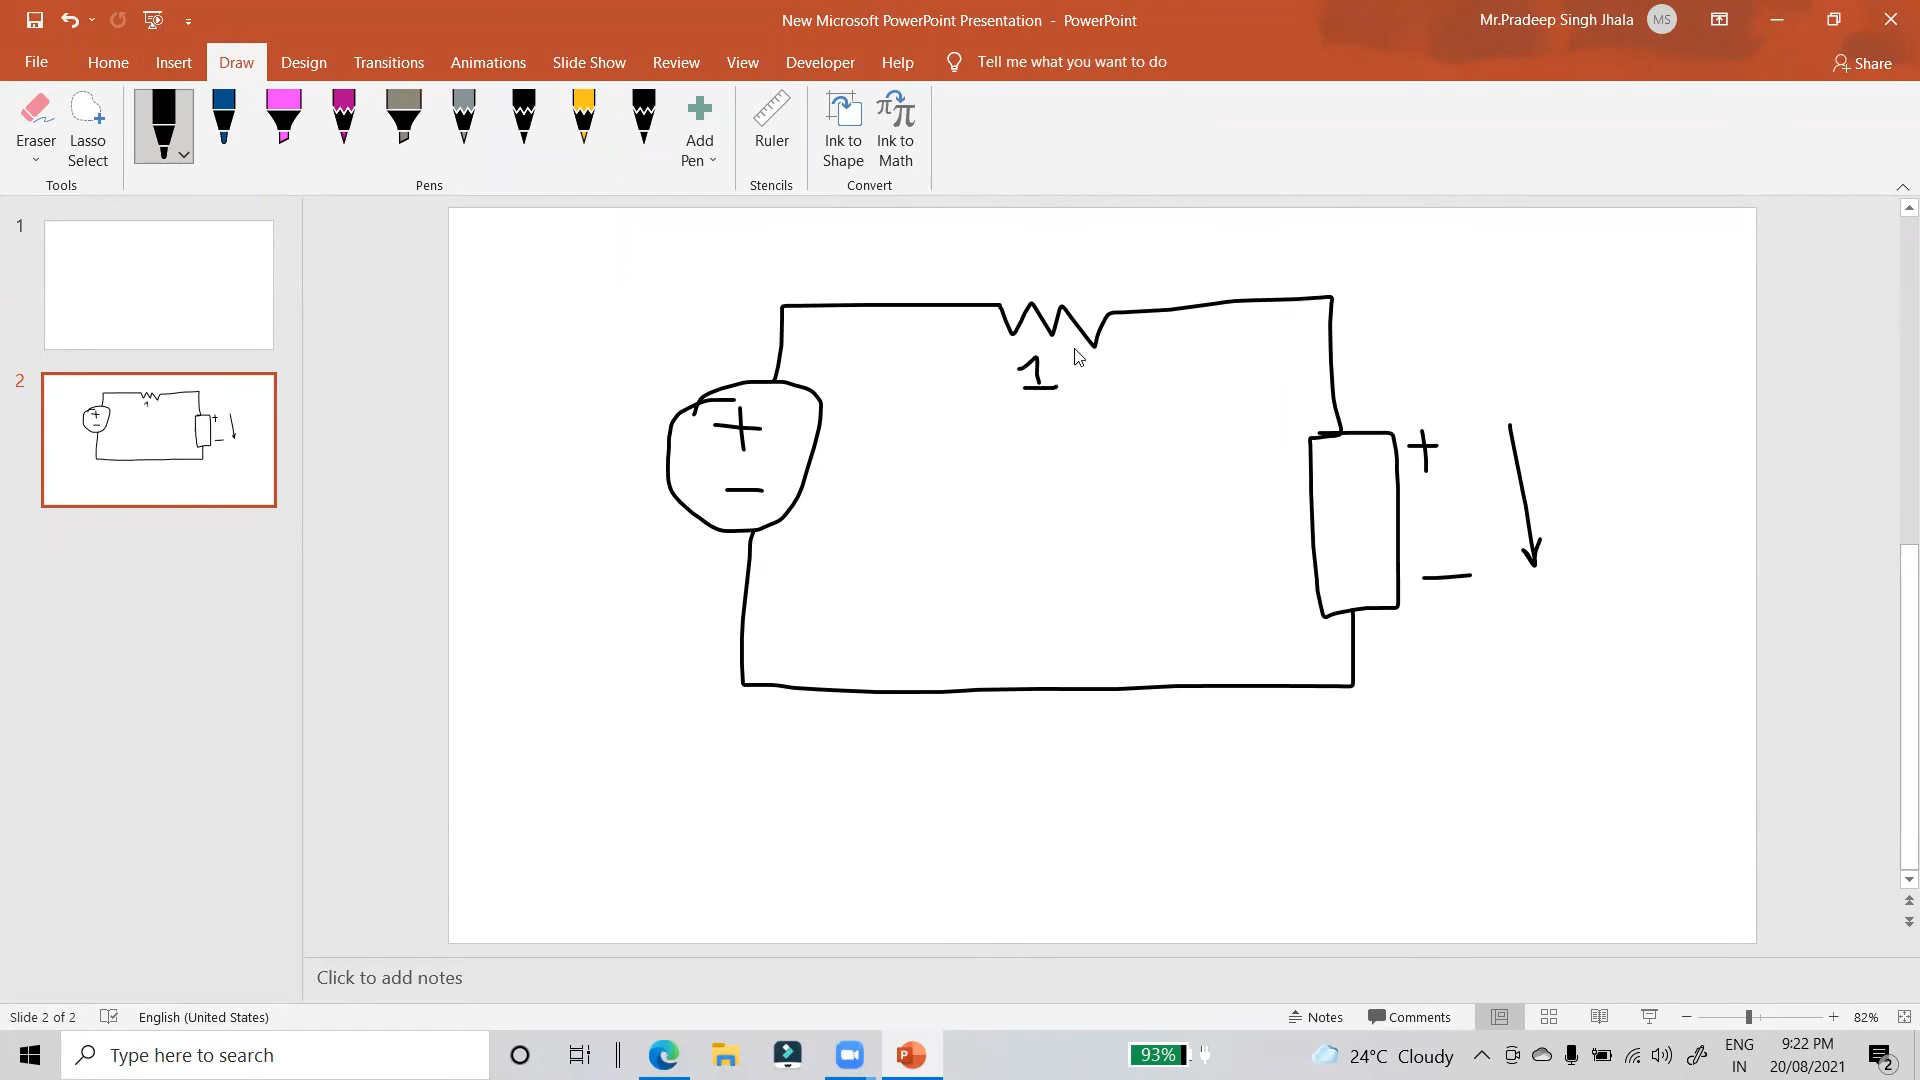 New Microsoft PowerPoint Presentation - PowerPoint
Mr.Pradeep Singh Jhala MS
File Home Insert Draw Design Transitions Animations Slide Show Review View Developer Help Tell me what you want to do Share
Eraser
Lasso Select
Add Pen
Ruler
Ink to Shape
Ink to Math
Tools Pens Stencils Convert
1
2
1
+
−
+
−
Click to add notes
Slide 2 of 2 English (United States) Notes Comments 82%
Type here to search
93%
24°C Cloudy
ENG
IN
9:22 PM
20/08/2021
2